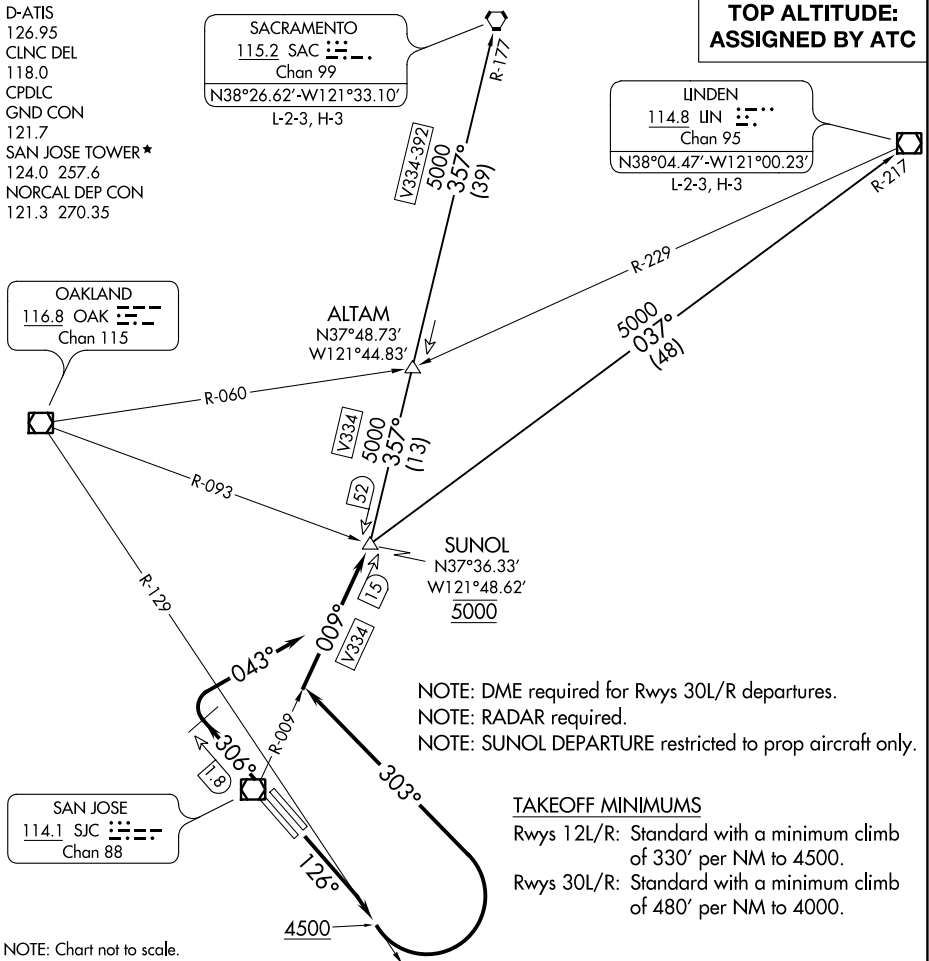 D-ATIS
126.95
CLNC DEL
118.0
CPDLC
GND CON
121.7
SAN JOSE TOWER★
124.0 257.6
NORCAL DEP CON
121.3 270.35
SACRAMENTO
115.2 SAC
Chan 99
N38°26.62'-W121°33.10'
L-2-3, H-3
TOP ALTITUDE:
ASSIGNED BY ATC
R-177
LINDEN
114.8 LIN
Chan 95
N38°04.47'-W121°00.23'
L-2-3, H-3
R-217
V334-392
5000
357°
(39)
R-229
OAKLAND
116.8 OAK
Chan 115
ALTAM
N37°48.73'
W121°44.83'
5000
037°
(48)
R-060
V334
5000
357°
(13)
R-093
52
SUNOL
N37°36.33'
W121°48.62'
5000
R-129
15
009°
V334
043°
NOTE: DME required for Rwys 30L/R departures.
NOTE: RADAR required.
NOTE: SUNOL DEPARTURE restricted to prop aircraft only.
R-009
306°
1.8
303°
SAN JOSE
114.1 SJC
Chan 88
TAKEOFF MINIMUMS
Rwys 12L/R: Standard with a minimum climb
of 330' per NM to 4500.
Rwys 30L/R: Standard with a minimum climb
of 480' per NM to 4000.
126°
4500
NOTE: Chart not to scale.